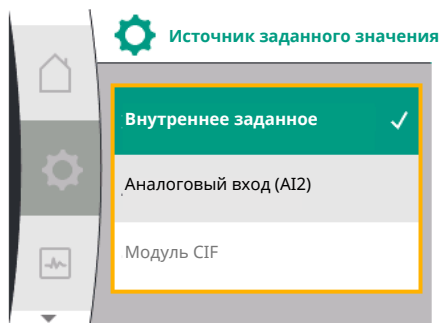 Источник заданного значения
Внутреннее заданное
Аналоговый вход (AI2)
Модуль CIF